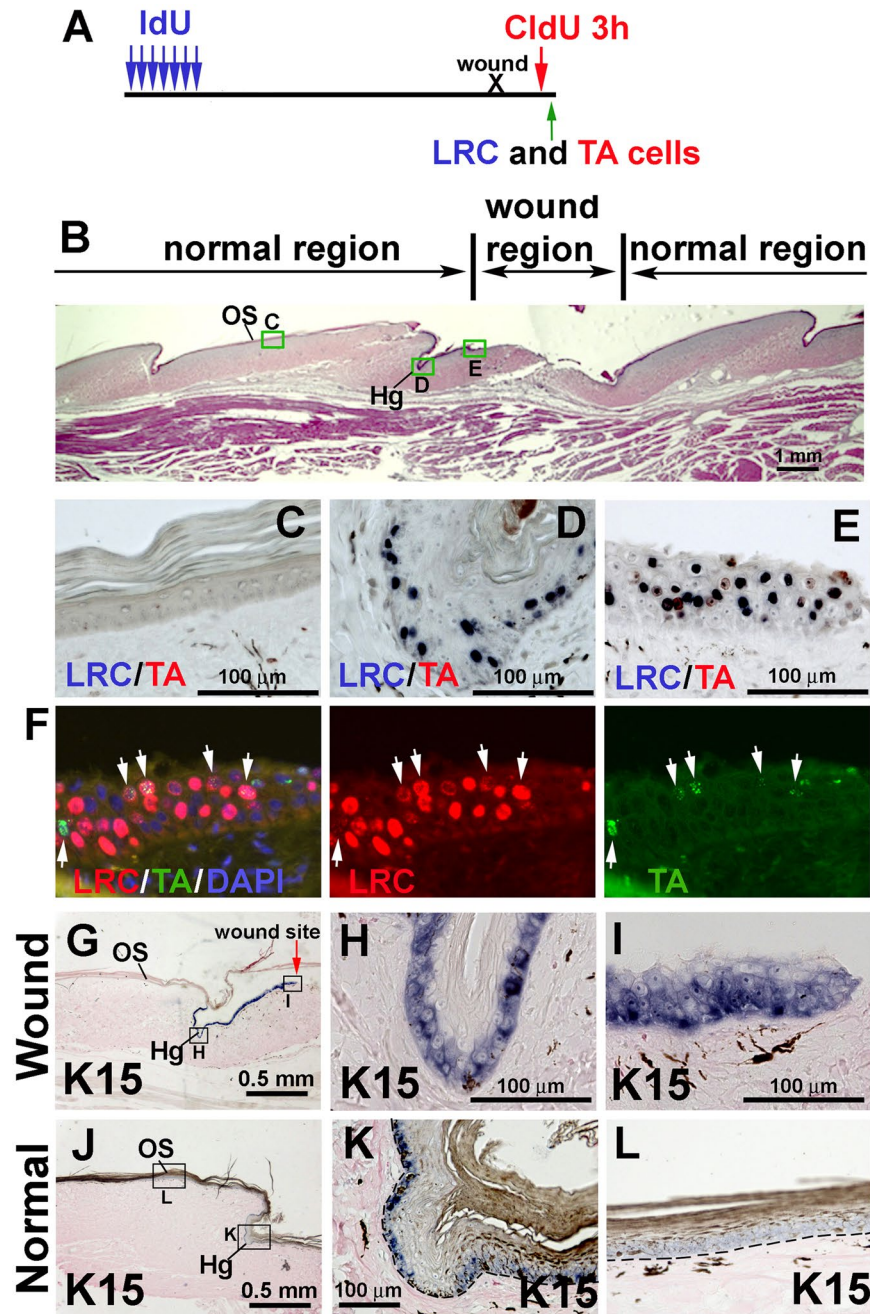 A
IdU
CldU 3h
wound
X
LRC and TA cells
B
normal region
wound region
normal region
OS
C
Hg
D
E
1 mm
C
LRC/TA
100 μm
D
LRC/TA
100 μm
E
LRC/TA
100 μm
F
LRC/TA/DAPI
LRC
TA
Wound
G
OS
wound site
I
Hg
H
K15
0.5 mm
H
K15
100 μm
I
K15
100 μm
Normal
J
OS
L
K
Hg
K15
0.5 mm
K
100 μm
K15
L
K15